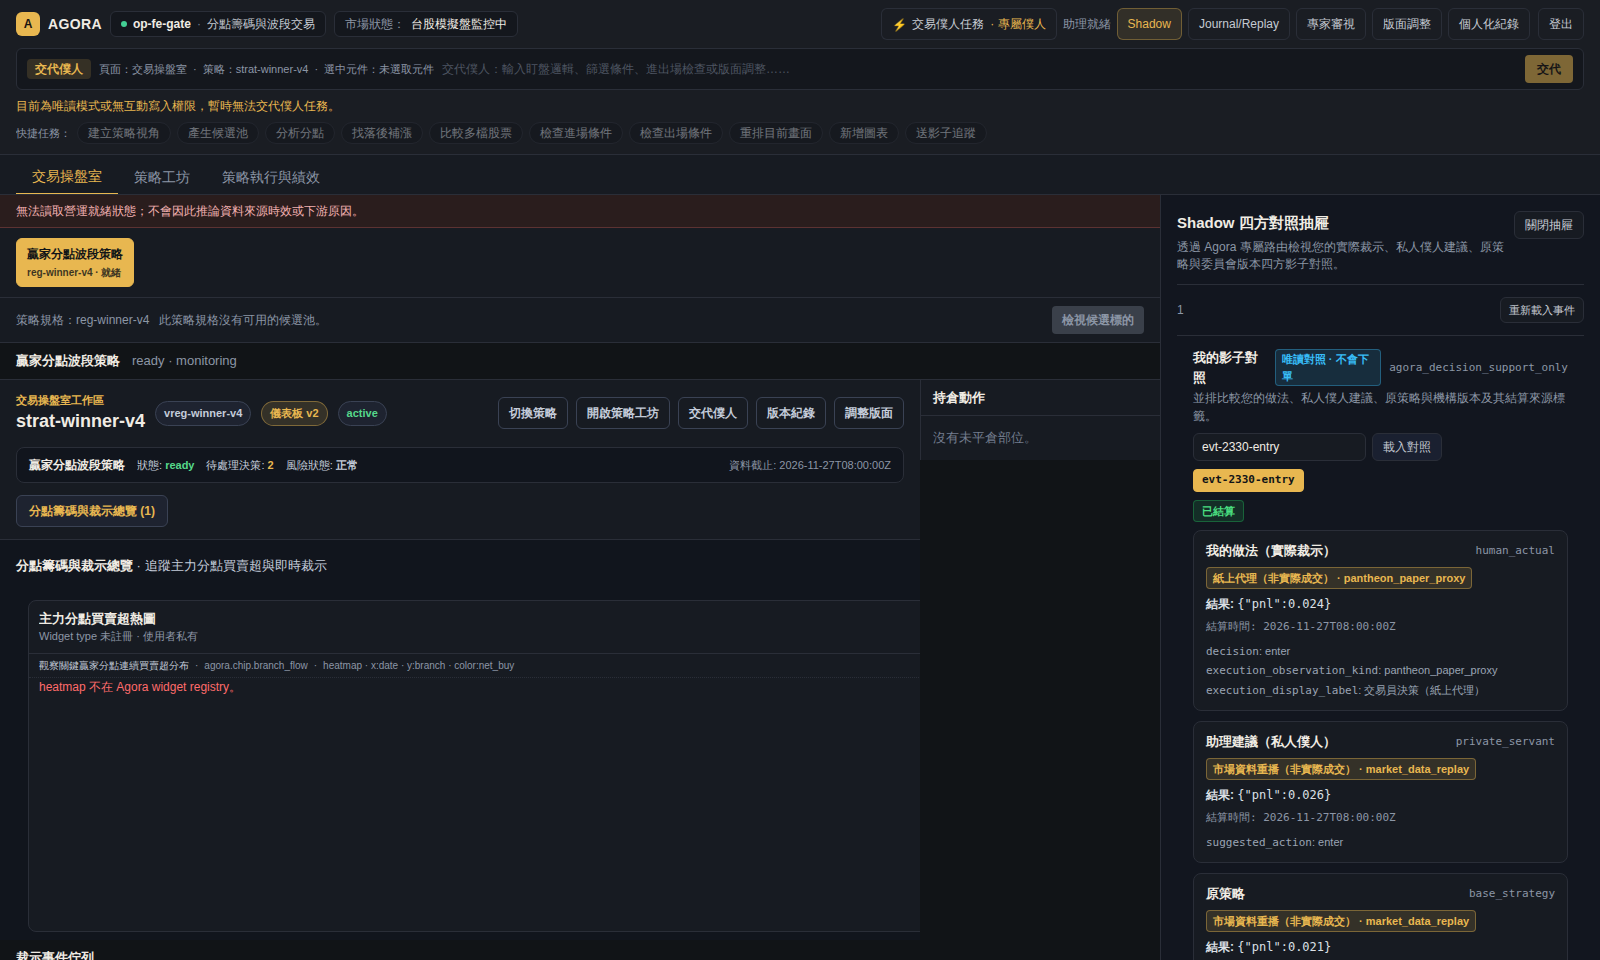 A AGORA op-fe-gate · 分點籌碼與波段交易 市場狀態： 台股模擬盤監控中 ⚡ 交易僕人任務 · 專屬僕人 助理就緒 Shadow Journal/Replay 專家審視 版面調整 個人化紀錄 登出
交代僕人 頁面：交易操盤室 · 策略：strat-winner-v4 · 選中元件：未選取元件 交代僕人：輸入盯盤邏輯、篩選條件、進出場檢查或版面調整…… 交代
目前為唯讀模式或無互動寫入權限，暫時無法交代僕人任務。
快捷任務： 建立策略視角 產生候選池 分析分點 找落後補漲 比較多檔股票 檢查進場條件 檢查出場條件 重排目前畫面 新增圖表 送影子追蹤
交易操盤室 策略工坊 策略執行與績效
無法讀取營運就緒狀態；不會因此推論資料來源時效或下游原因。
贏家分點波段策略
reg-winner-v4 · 就緒
策略規格：reg-winner-v4 此策略規格沒有可用的候選池。 檢視候選標的
贏家分點波段策略 ready · monitoring
交易操盤室工作區
strat-winner-v4 vreg-winner-v4 儀表板 v2 active 切換策略 開啟策略工坊 交代僕人 版本紀錄 調整版面
贏家分點波段策略 狀態: ready 待處理決策: 2 風險狀態: 正常 資料截止: 2026-11-27T08:00:00Z
分點籌碼與裁示總覽 (1)
分點籌碼與裁示總覽 · 追蹤主力分點買賣超與即時裁示
主力分點買賣超熱圖
Widget type 未註冊 · 使用者私有
觀察關鍵贏家分點連續買賣超分布 · agora.chip.branch_flow · heatmap · x:date · y:branch · color:net_buy
heatmap 不在 Agora widget registry。
裁示事件佇列
持倉動作
沒有未平倉部位。
Shadow 四方對照抽屜 關閉抽屜
透過 Agora 專屬路由檢視您的實際裁示、私人僕人建議、原策
略與委員會版本四方影子對照。
1 重新載入事件
我的影子對
照 唯讀對照 · 不會下
單 agora_decision_support_only
並排比較您的做法、私人僕人建議、原策略與機構版本及其結算來源標
籤。
evt-2330-entry 載入對照
evt-2330-entry
已結算
我的做法（實際裁示） human_actual
紙上代理（非實際成交） · pantheon_paper_proxy
結果: {"pnl":0.024}
結算時間: 2026-11-27T08:00:00Z
decision: enter
execution_observation_kind: pantheon_paper_proxy
execution_display_label: 交易員決策（紙上代理）
助理建議（私人僕人） private_servant
市場資料重播（非實際成交） · market_data_replay
結果: {"pnl":0.026}
結算時間: 2026-11-27T08:00:00Z
suggested_action: enter
原策略 base_strategy
市場資料重播（非實際成交） · market_data_replay
結果: {"pnl":0.021}